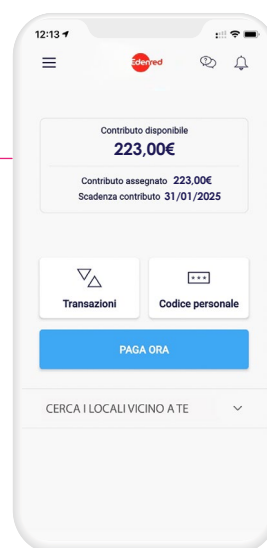 12:13
Edenred
Contributo disponibile
223,00€
Contributo assegnato 223,00€
Scadenza contributo 31/01/2025
Transazioni
Codice personale
PAGA ORA
CERCA I LOCALI VICINO A TE